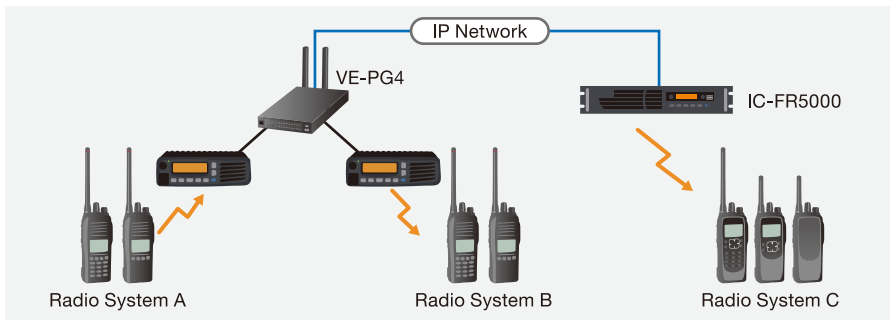 IP Network
VE-PG4
IC-FR5000
Radio System A
Radio System B
Radio System C